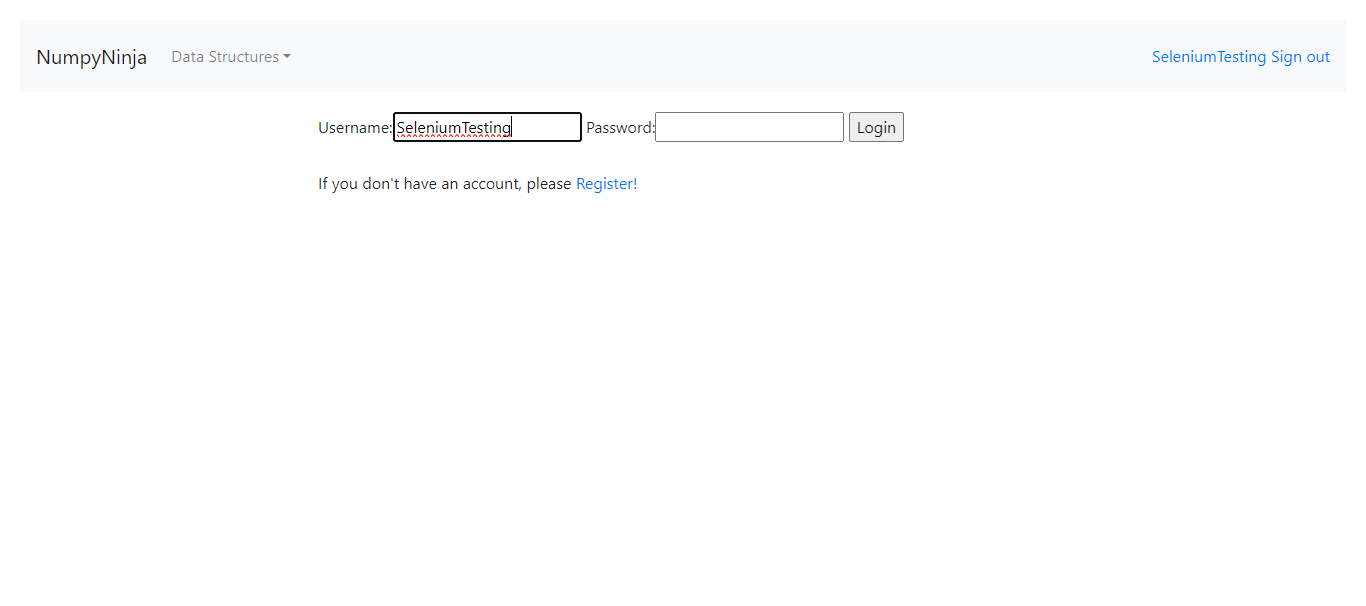 NumpyNinja Data Structures SeleniumTesting Sign out
Username: SeleniumTesting Password: Login
If you don't have an account, please Register!